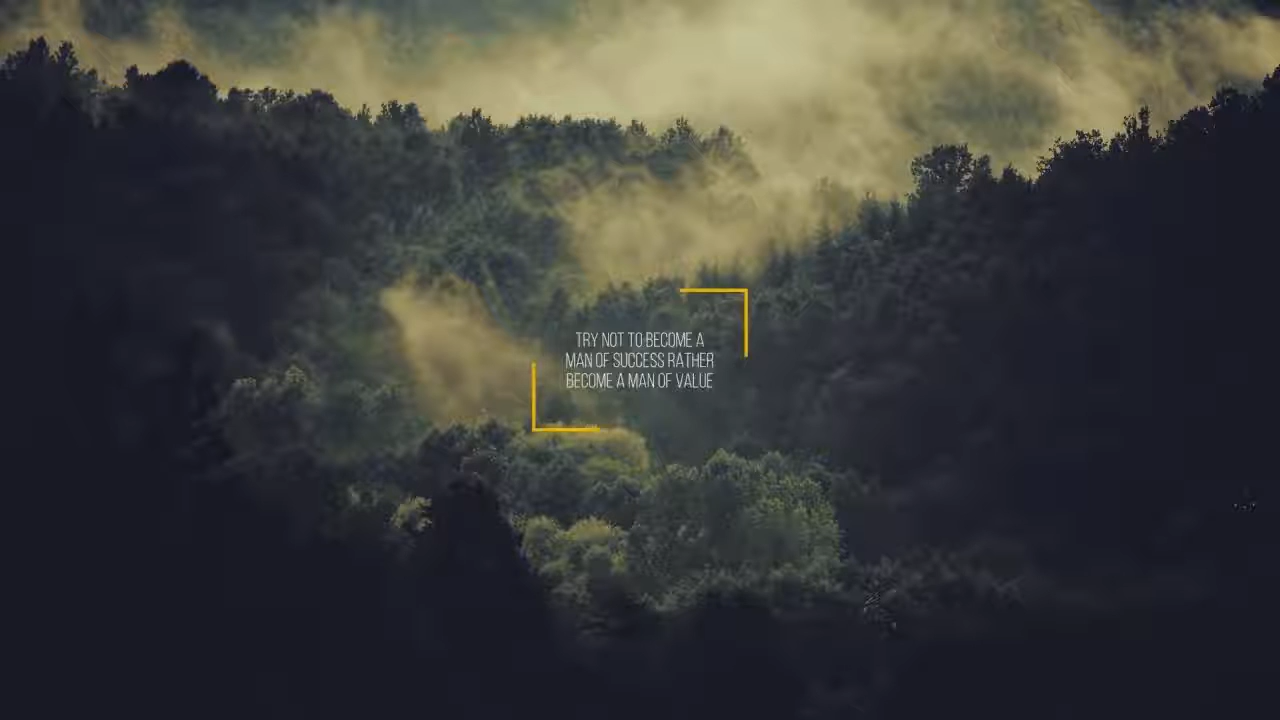 TRY NOT TO BECOME A
MAN OF SUCCESS RATHER
BECOME A MAN OF VALUE